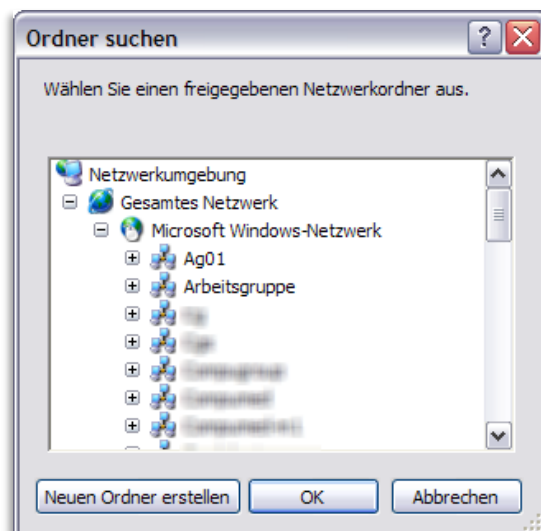 Ordner suchen
Wählen Sie einen freigegebenen Netzwerkordner aus.
Netzwerkumgebung
Gesamtes Netzwerk
Microsoft Windows-Netzwerk
Ag01
Arbeitsgruppe
Neuen Ordner erstellen
OK
Abbrechen